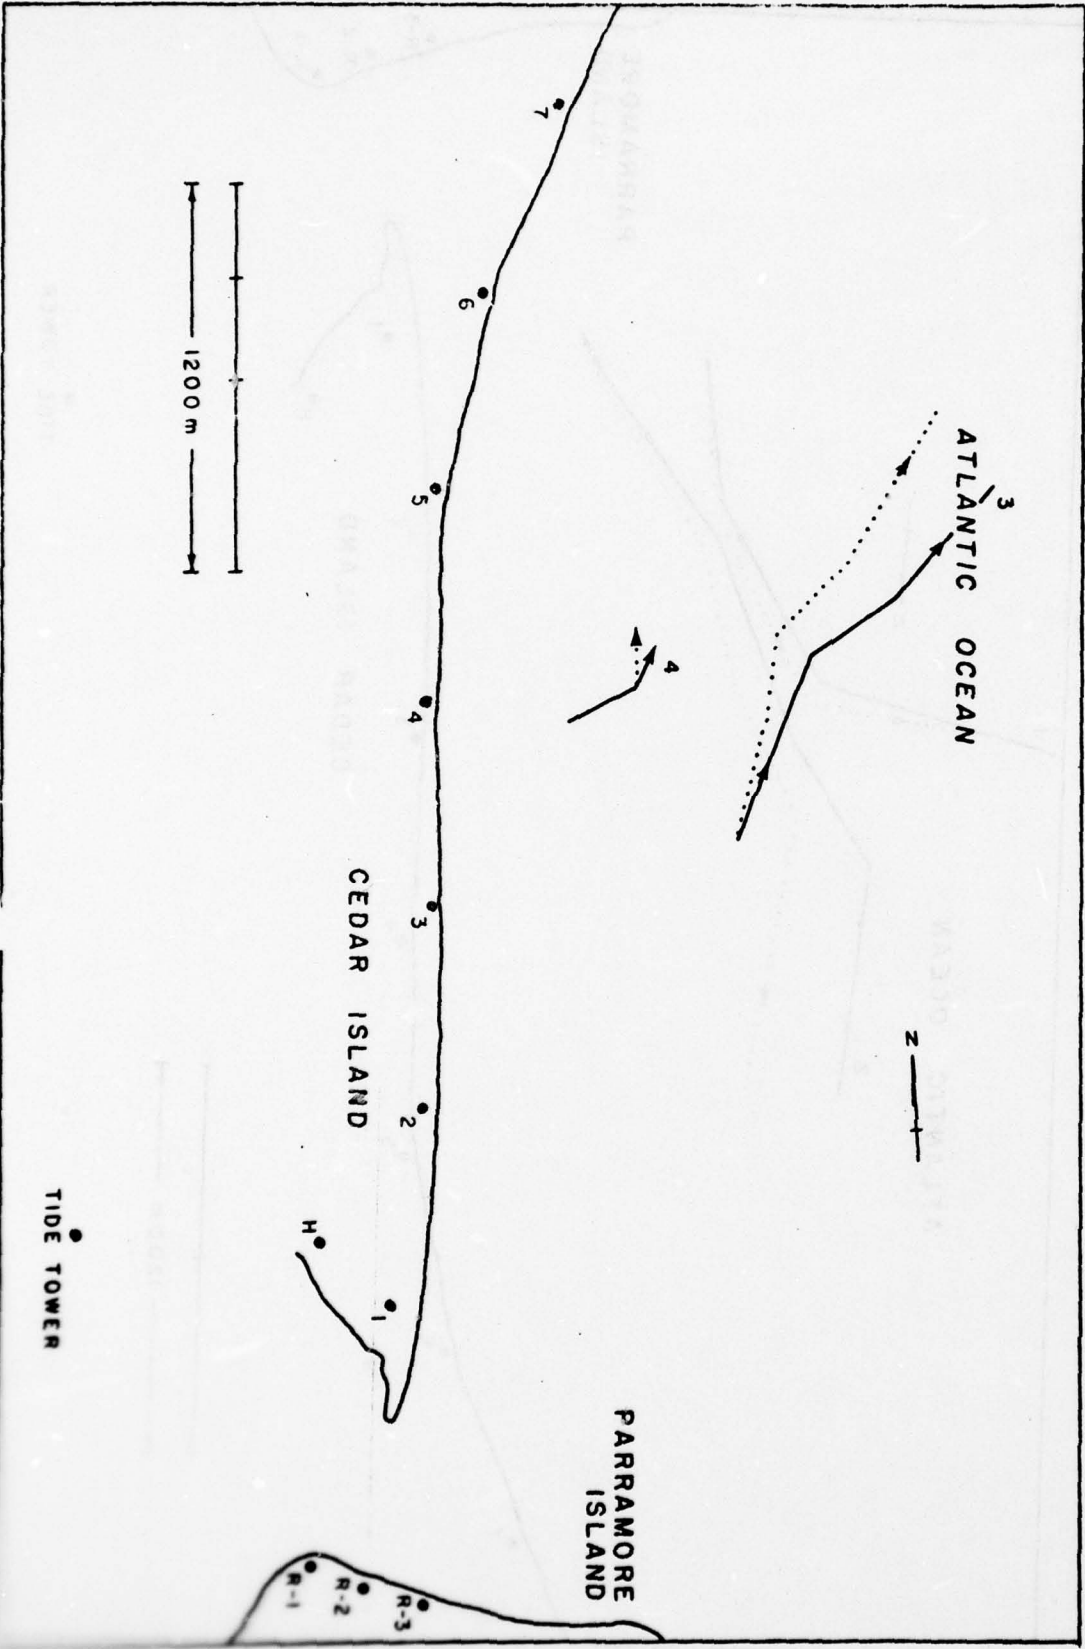 ATLANTIC OCEAN
3
4
N
7
6
5
4
3
2
1
H
1200 m
CEDAR ISLAND
PARRAMORE
ISLAND
R-3
R-2
R-1
TIDE TOWER